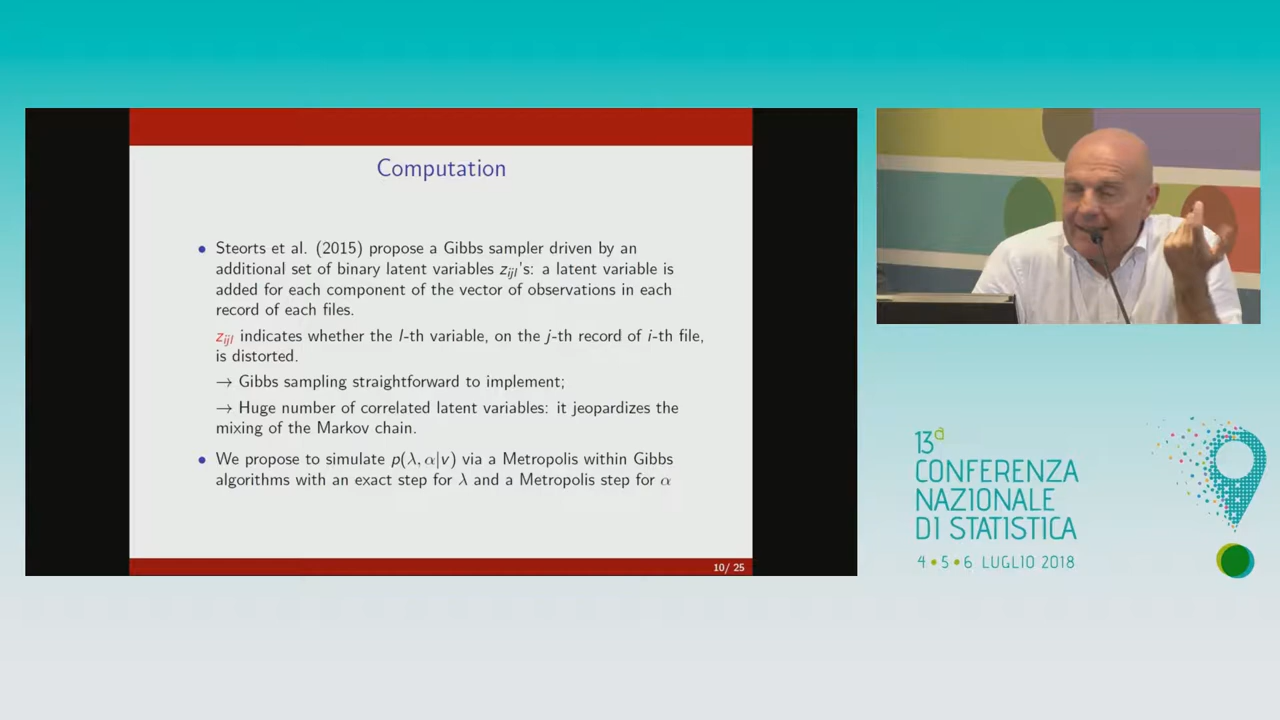 Computation
• Steorts et al. (2015) propose a Gibbs sampler driven by an
additional set of binary latent variables z_ijl's: a latent variable is
added for each component of the vector of observations in each
record of each files.
z_ijl indicates whether the l-th variable, on the j-th record of i-th file,
is distorted.
→ Gibbs sampling straightforward to implement;
→ Huge number of correlated latent variables: it jeopardizes the
mixing of the Markov chain.
• We propose to simulate p(λ, α|v) via a Metropolis within Gibbs
algorithms with an exact step for λ and a Metropolis step for α
10/ 25
13ª
CONFERENZA
NAZIONALE
DI STATISTICA
4•5•6 LUGLIO 2018